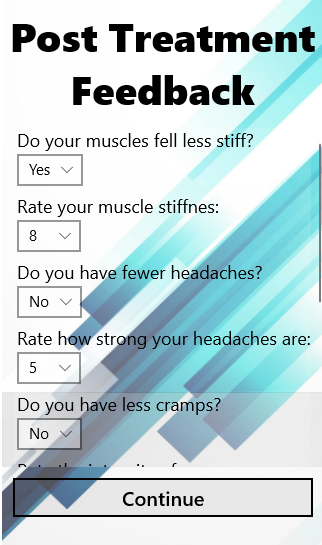 Post Treatment
Feedback
Do your muscles fell less stiff?
Yes
Rate your muscle stiffnes:
8
Do you have fewer headaches?
No
Rate how strong your headaches are:
5
Do you have less cramps?
No
Continue